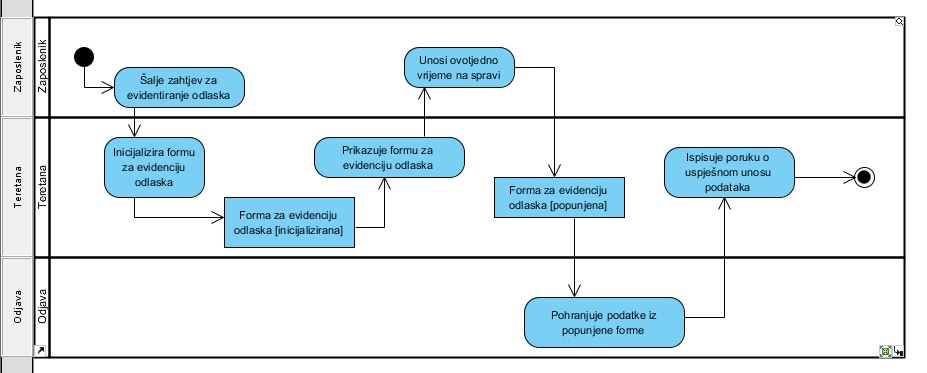 Zaposlenik
Zaposlenik
Šalje zahtjev za
evidentiranje odlaska
Unosi ovotjedno
vrijeme na spravi
Teretana
Teretana
Inicijalizira formu
za evidenciju
odlaska
Forma za evidenciju
odlaska [inicijalizirana]
Prikazuje formu za
evidenciju odlaska
Forma za evidenciju
odlaska [popunjena]
Ispisuje poruku o
uspješnom unosu
podataka
Odjava
Odjava
Pohranjuje podatke iz
popunjene forme